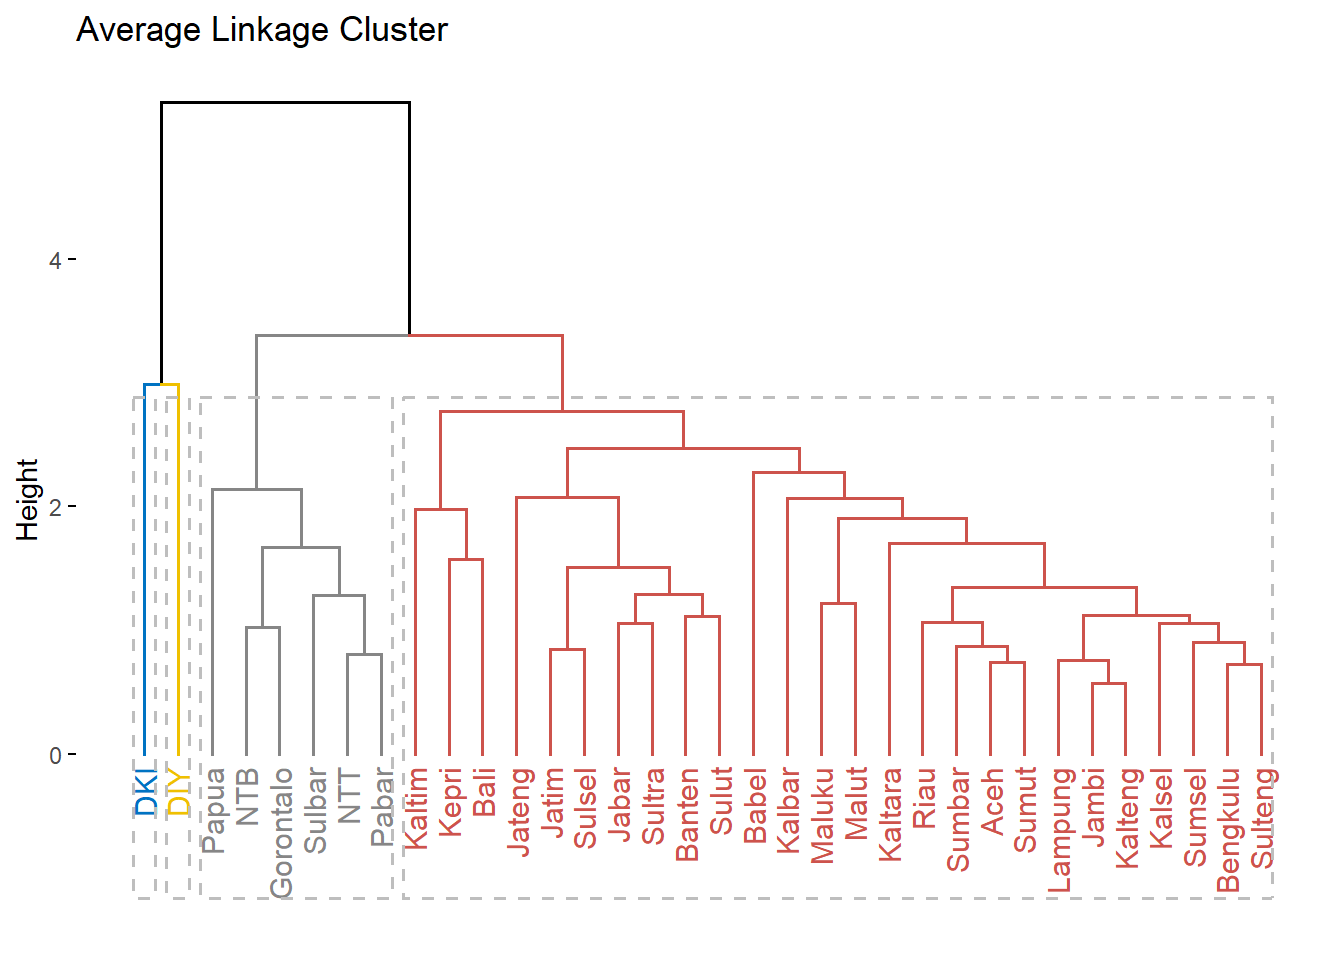 Average Linkage Cluster
Height
4
2
0
DKI
DIY
Papua
NTB
Gorontalo
Sulbar
NTT
Pabar
Kaltim
Kepri
Bali
Jateng
Jatim
Sulsel
Jabar
Sultra
Banten
Sulut
Babel
Kalbar
Maluku
Malut
Kaltara
Riau
Sumbar
Aceh
Sumut
Lampung
Jambi
Kalteng
Kalsel
Sumsel
Bengkulu
Sulteng